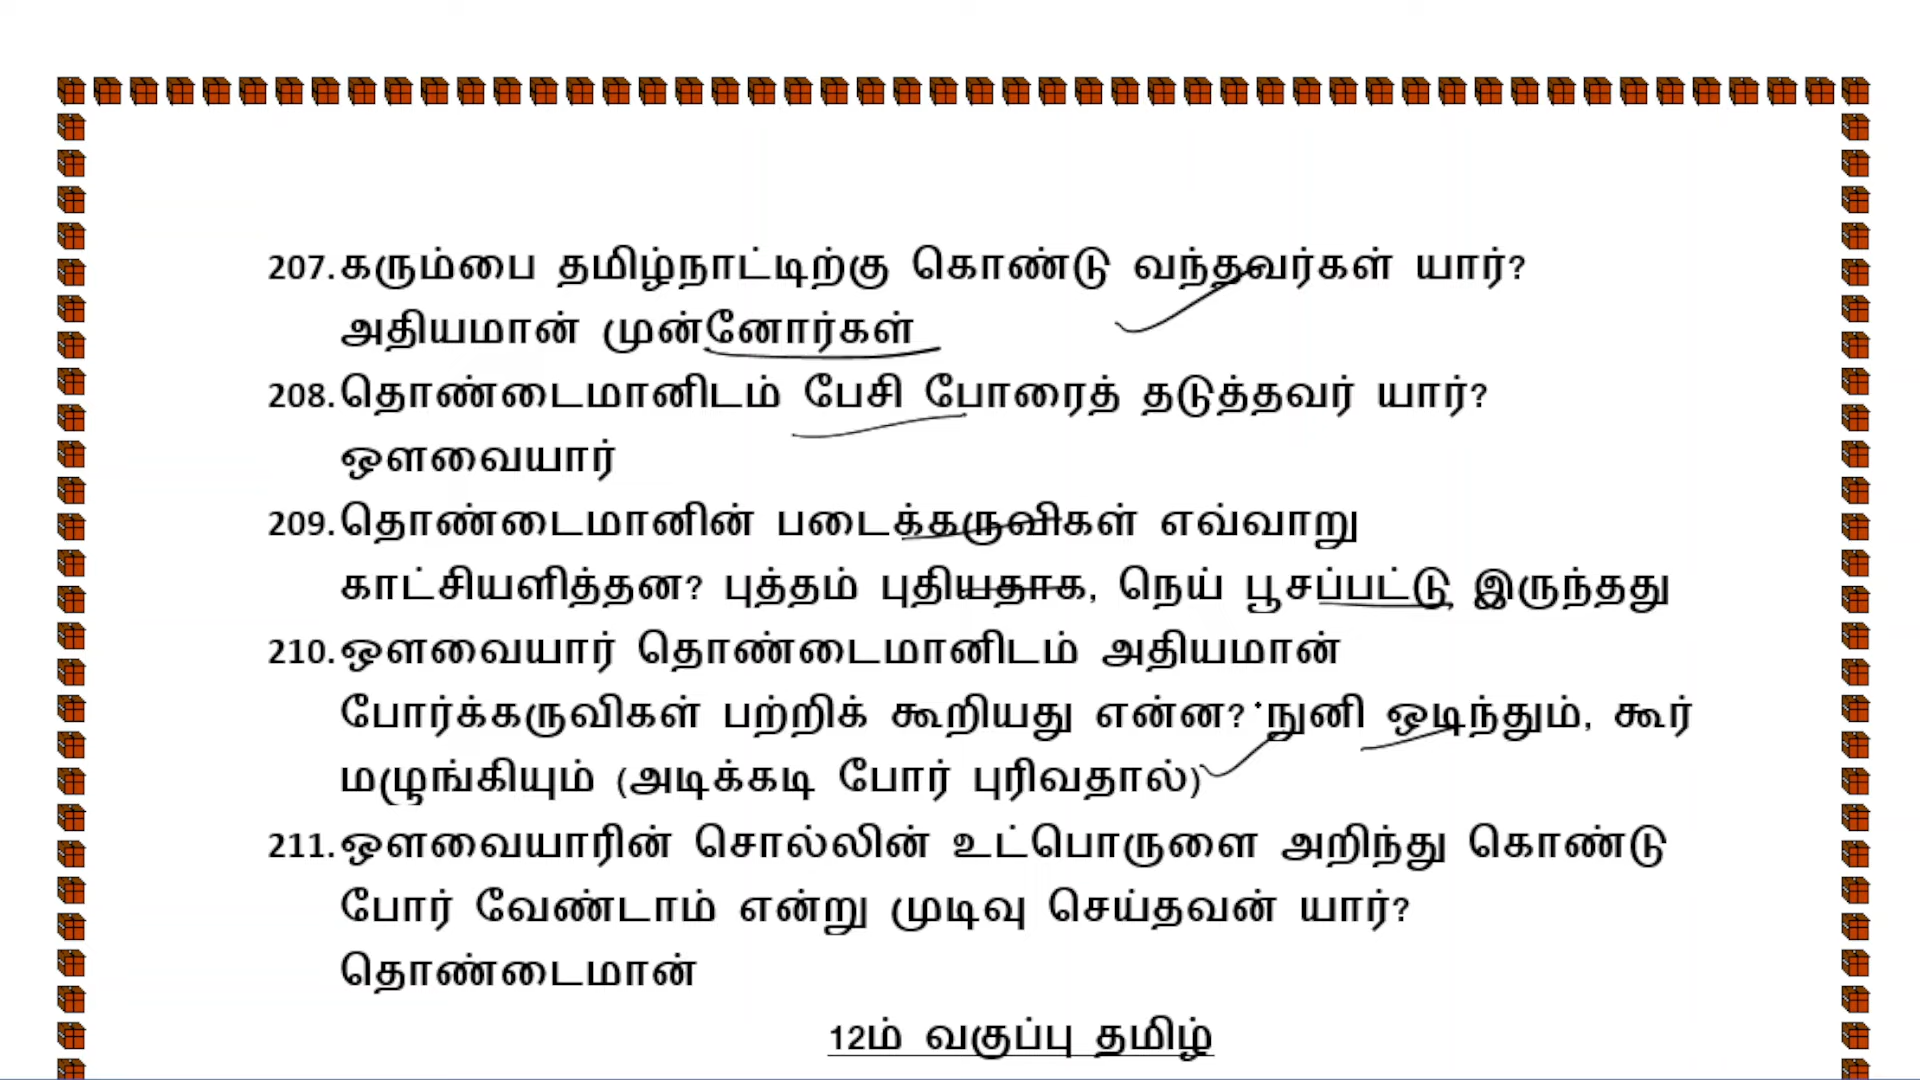 207.கரும்பை தமிழ்நாட்டிற்கு கொண்டு வந்தவர்கள் யார்?
அதியமான் முன்னோர்கள்
208.தொண்டைமானிடம் பேசி போரைத் தடுத்தவர் யார்?
ஔவையார்
209.தொண்டைமானின் படைக்கருவிகள் எவ்வாறு
காட்சியளித்தன? புத்தம் புதியதாக, நெய் பூசப்பட்டு இருந்தது
210.ஔவையார் தொண்டைமானிடம் அதியமான்
போர்க்கருவிகள் பற்றிக் கூறியது என்ன? நுனி ஒடிந்தும், கூர்
மழுங்கியும் (அடிக்கடி போர் புரிவதால்)
211.ஔவையாரின் சொல்லின் உட்பொருளை அறிந்து கொண்டு
போர் வேண்டாம் என்று முடிவு செய்தவன் யார்?
தொண்டைமான்
12ம் வகுப்பு தமிழ்